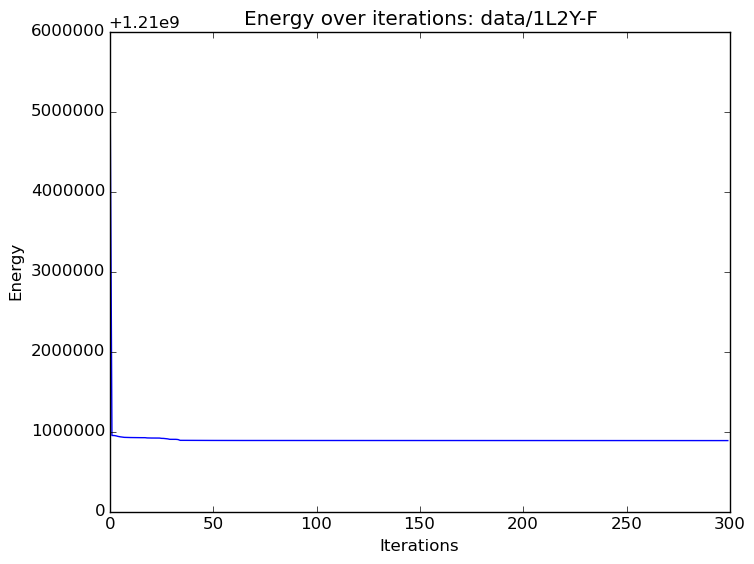 Energy over iterations: data/1L2Y-F
+1.21e9
6000000
5000000
4000000
3000000
2000000
1000000
0
Energy
0 50 100 150 200 250 300
Iterations